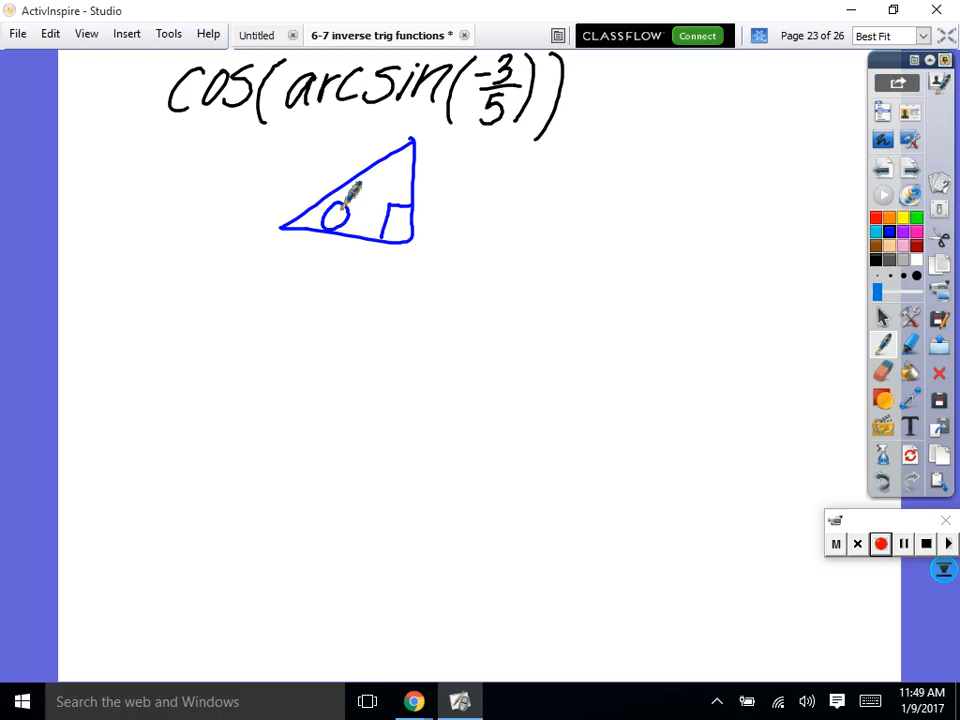 ActivInspire - Studio
File Edit View Insert Tools Help Untitled 6-7 inverse trig functions * CLASSFLOW Connect Page 23 of 26 Best Fit
cos(arcsin(-3/5))
T
M
Search the web and Windows
11:49 AM
1/9/2017